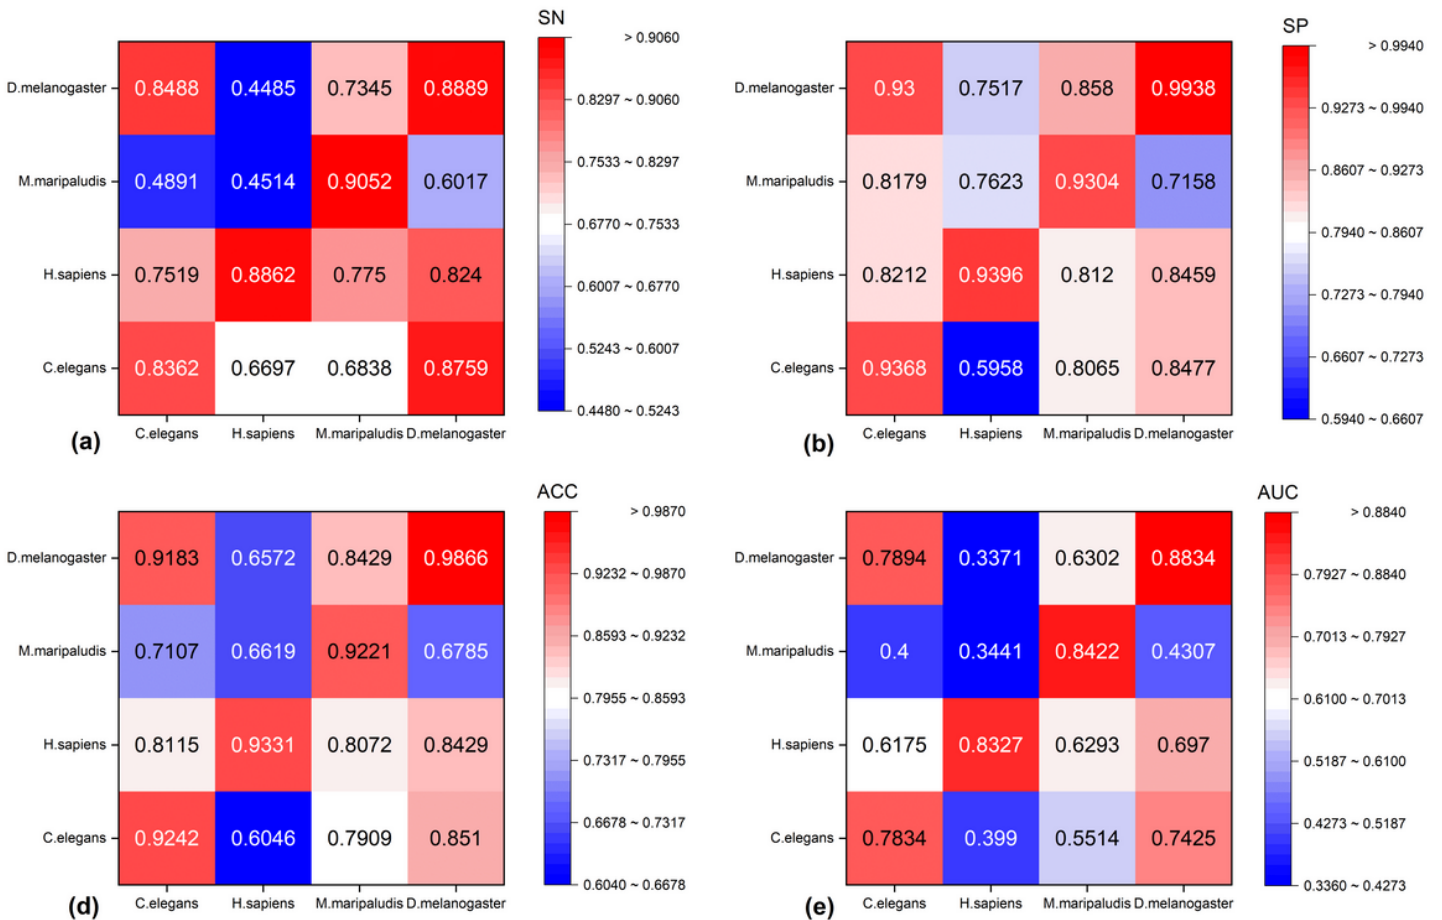 SN
> 0.9060
D.melanogaster 0.8488 0.4485 0.7345 0.8889
0.8297 ~ 0.9060
0.7533 ~ 0.8297
M.maripaludis 0.4891 0.4514 0.9052 0.6017
0.6770 ~ 0.7533
H.sapiens 0.7519 0.8862 0.775 0.824
0.6007 ~ 0.6770
0.5243 ~ 0.6007
C.elegans 0.8362 0.6697 0.6838 0.8759
0.4480 ~ 0.5243
C.elegans H.sapiens M.maripaludis D.melanogaster
(a)
SP
> 0.9940
D.melanogaster 0.93 0.7517 0.858 0.9938
0.9273 ~ 0.9940
0.8607 ~ 0.9273
M.maripaludis 0.8179 0.7623 0.9304 0.7158
0.7940 ~ 0.8607
H.sapiens 0.8212 0.9396 0.812 0.8459
0.7273 ~ 0.7940
0.6607 ~ 0.7273
C.elegans 0.9368 0.5958 0.8065 0.8477
0.5940 ~ 0.6607
C.elegans H.sapiens M.maripaludis D.melanogaster
(b)
ACC
> 0.9870
D.melanogaster 0.9183 0.6572 0.8429 0.9866
0.9232 ~ 0.9870
0.8593 ~ 0.9232
M.maripaludis 0.7107 0.6619 0.9221 0.6785
0.7955 ~ 0.8593
H.sapiens 0.8115 0.9331 0.8072 0.8429
0.7317 ~ 0.7955
0.6678 ~ 0.7317
C.elegans 0.9242 0.6046 0.7909 0.851
0.6040 ~ 0.6678
C.elegans H.sapiens M.maripaludis D.melanogaster
(d)
AUC
> 0.8840
D.melanogaster 0.7894 0.3371 0.6302 0.8834
0.7927 ~ 0.8840
0.7013 ~ 0.7927
M.maripaludis 0.4 0.3441 0.8422 0.4307
0.6100 ~ 0.7013
H.sapiens 0.6175 0.8327 0.6293 0.697
0.5187 ~ 0.6100
0.4273 ~ 0.5187
C.elegans 0.7834 0.399 0.5514 0.7425
0.3360 ~ 0.4273
C.elegans H.sapiens M.maripaludis D.melanogaster
(e)